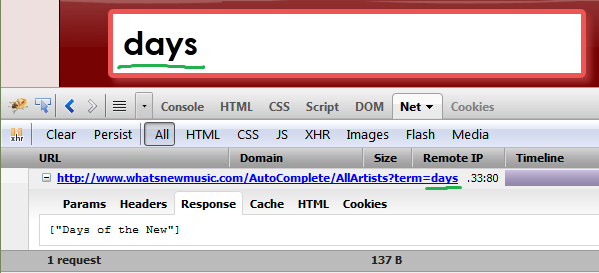 days
Console HTML CSS Script DOM Net Cookies
xhr Clear Persist All HTML CSS JS XHR Images Flash Media
URL Domain Size Remote IP Timeline
http://www.whatsnewmusic.com/AutoComplete/AllArtists?term=days .33:80
Params Headers Response Cache HTML Cookies
["Days of the New"]
1 request 137 B